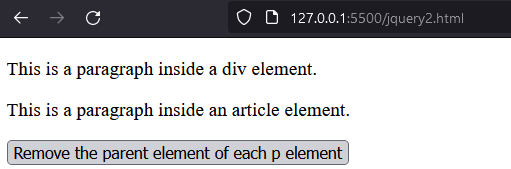 127.0.0.1:5500/jquery2.html
This is a paragraph inside a div element.
This is a paragraph inside an article element.
Remove the parent element of each p element